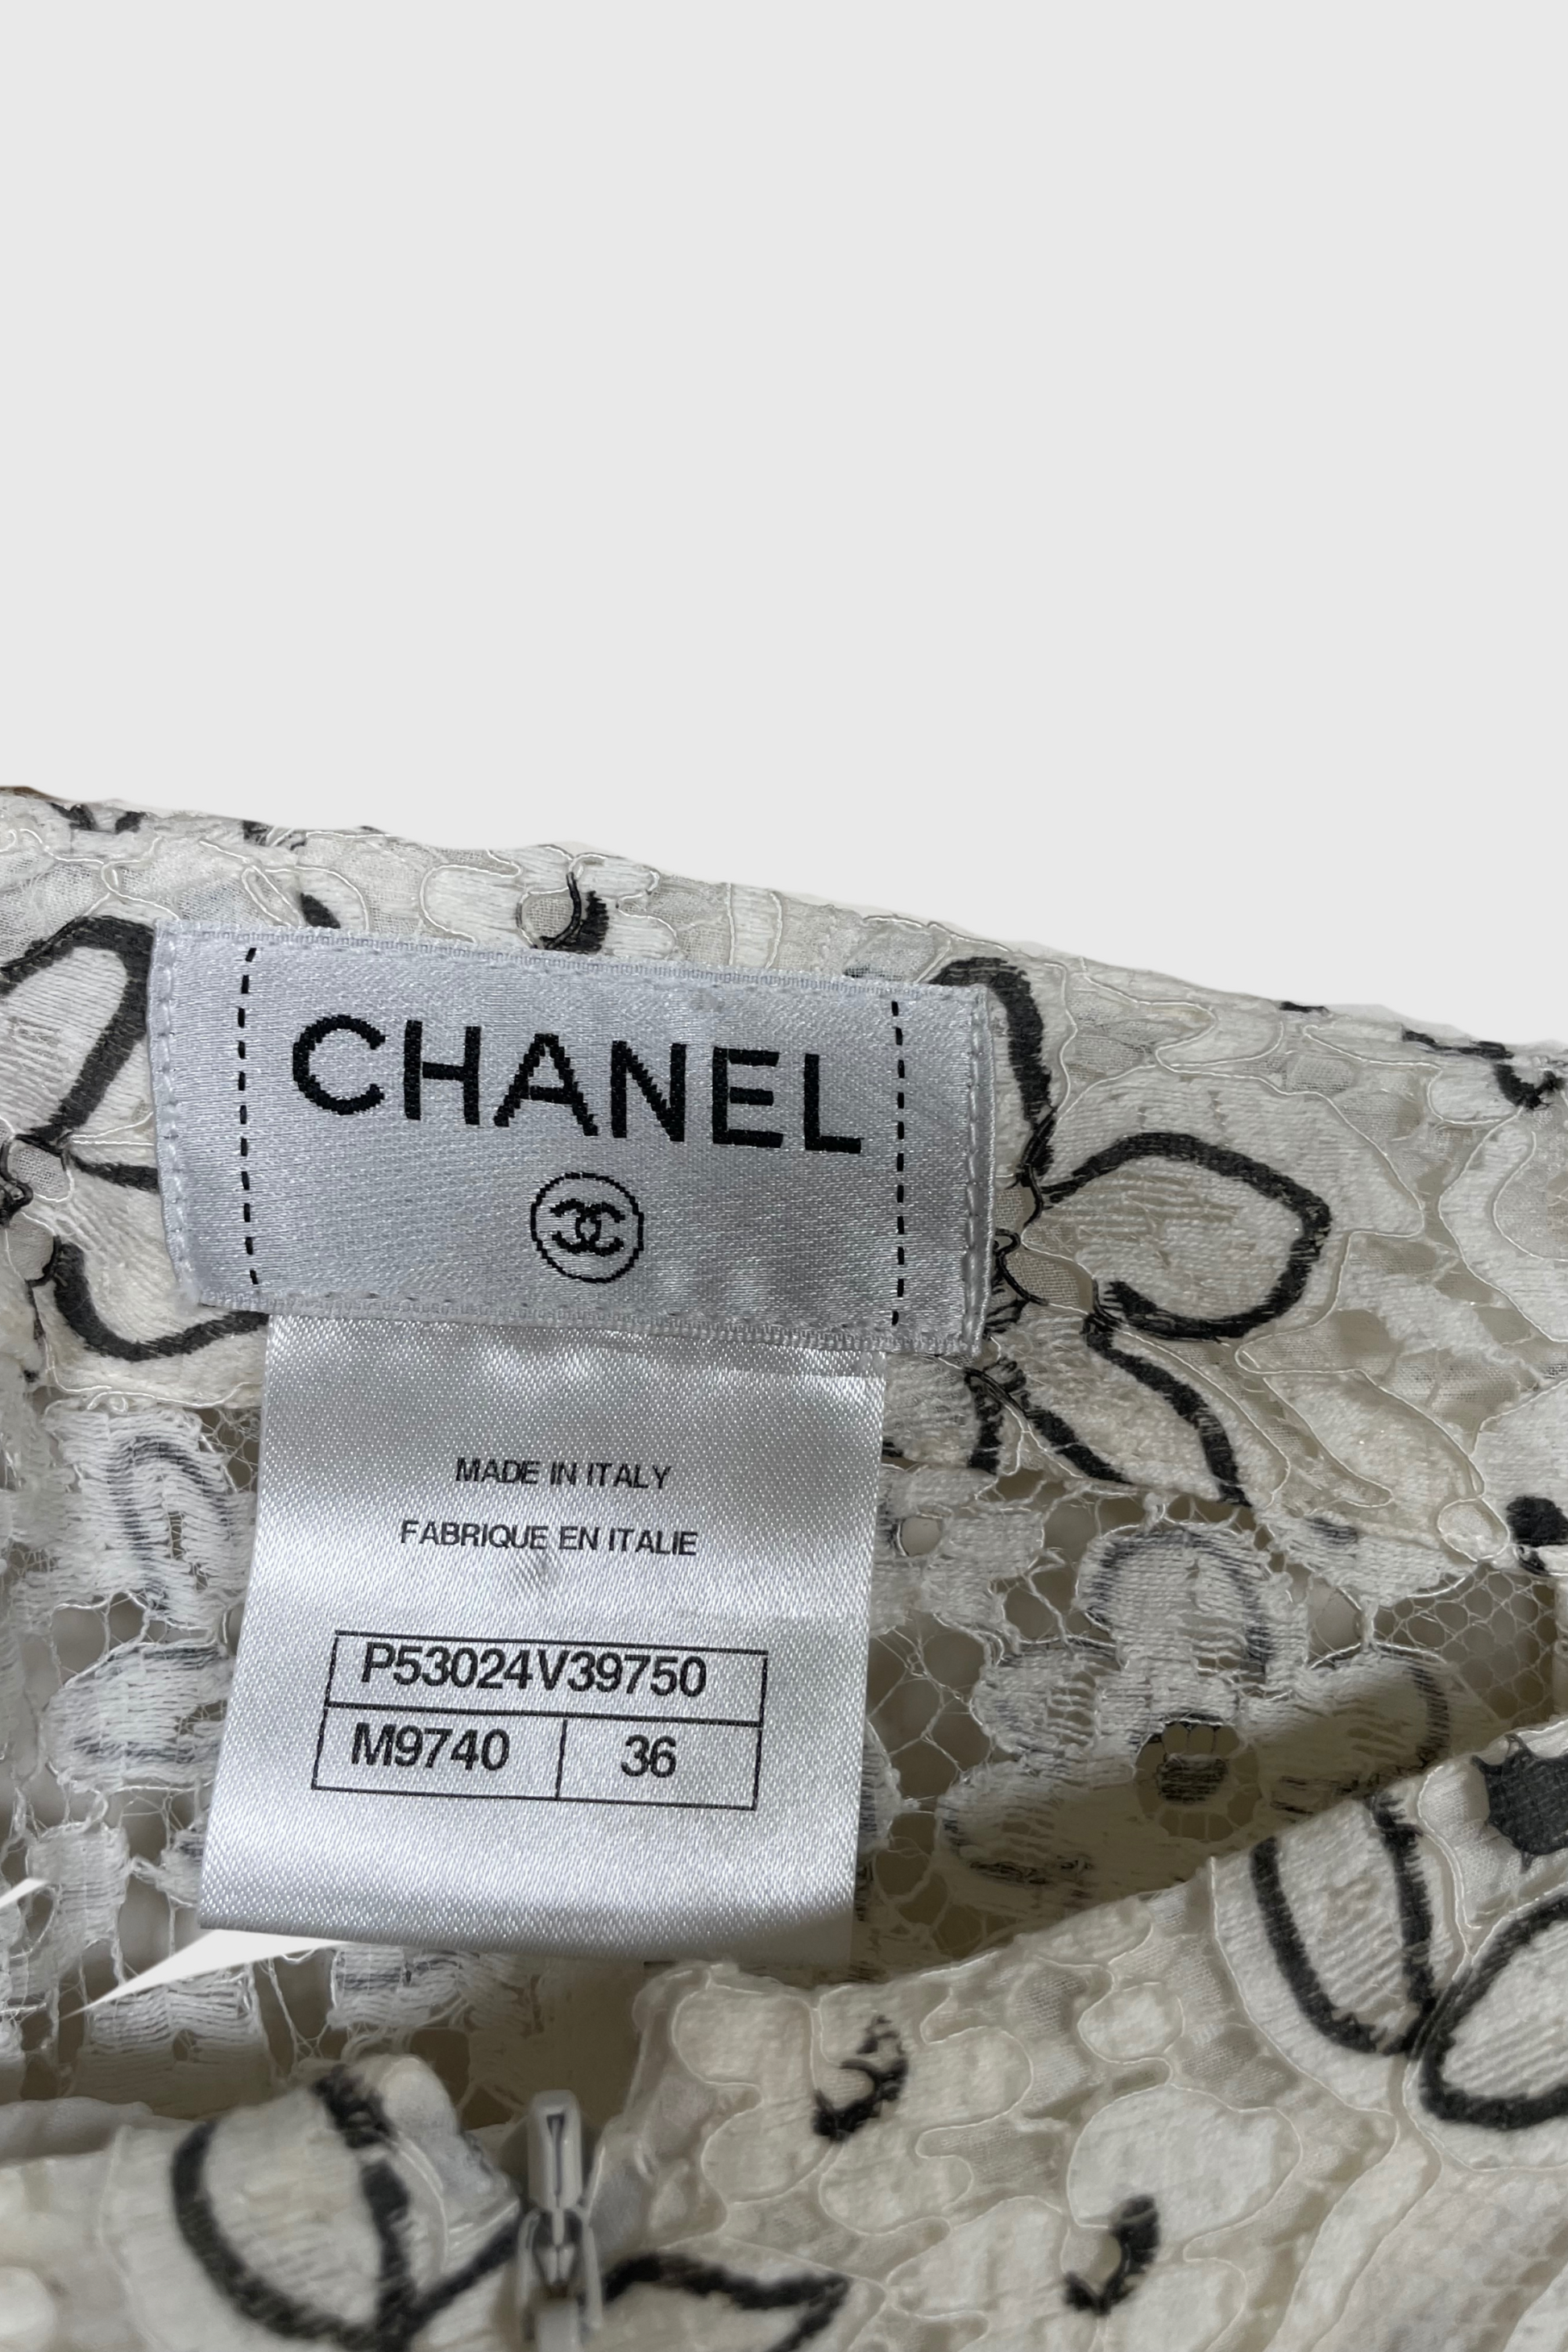 CHANEL
MADE IN ITALY
FABRIQUE EN ITALIE
P53024V39750
M9740 36